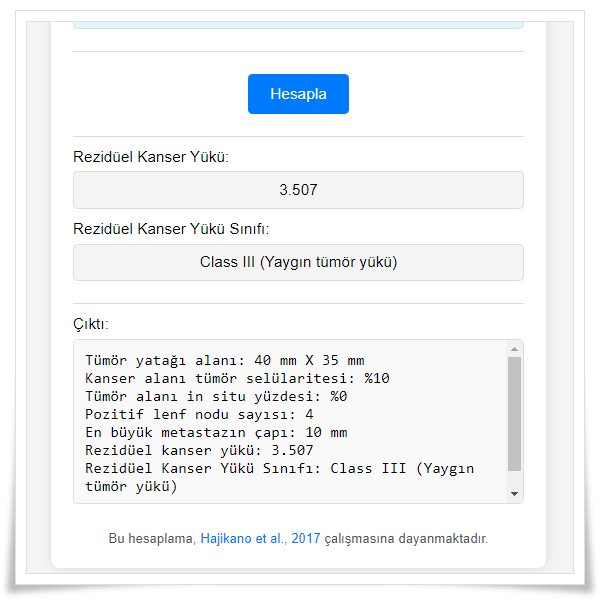 Hesapla
Rezidüel Kanser Yükü:
3.507
Rezidüel Kanser Yükü Sınıfı:
Class III (Yaygın tümör yükü)
Çıktı:
Tümör yatağı alanı: 40 mm X 35 mm
Kanser alanı tümör selülaritesi: %10
Tümör alanı in situ yüzdesi: %0
Pozitif lenf nodu sayısı: 4
En büyük metastazın çapı: 10 mm
Rezidüel kanser yükü: 3.507
Rezidüel Kanser Yükü Sınıfı: Class III (Yaygın
tümör yükü)
Bu hesaplama, Hajikano et al., 2017 çalışmasına dayanmaktadır.